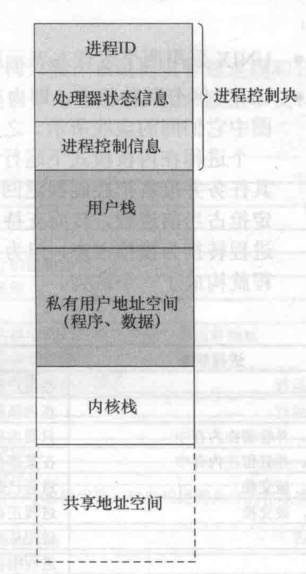 进程ID
处理器状态信息
进程控制块
进程控制信息
用户栈
私有用户地址空间
（程序、数据）
内核栈
共享地址空间